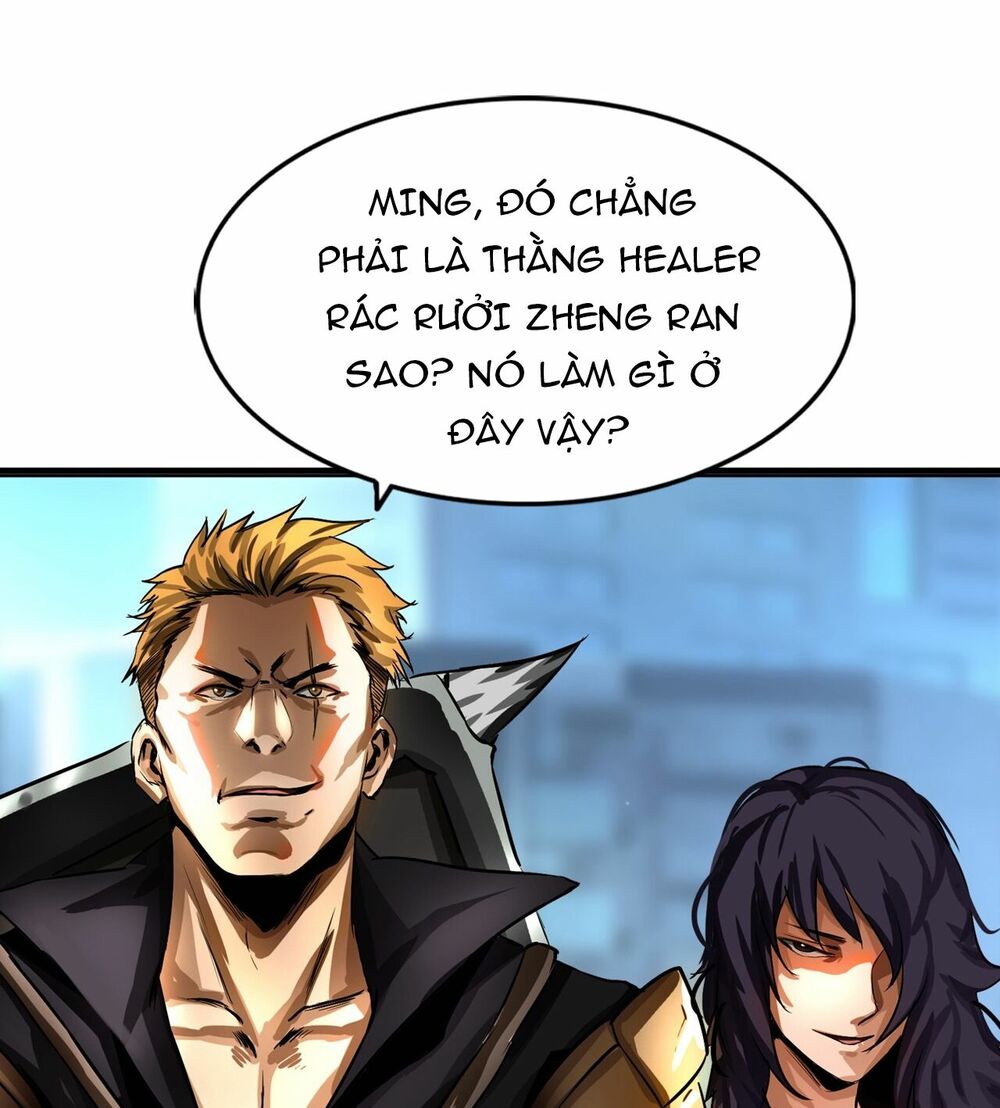 MING, ĐÓ CHẲNG
PHẢI LÀ THẰNG HEALER
RÁC RƯỞI ZHENG RAN
SAO? NÓ LÀM GÌ Ở
ĐÂY VẬY?